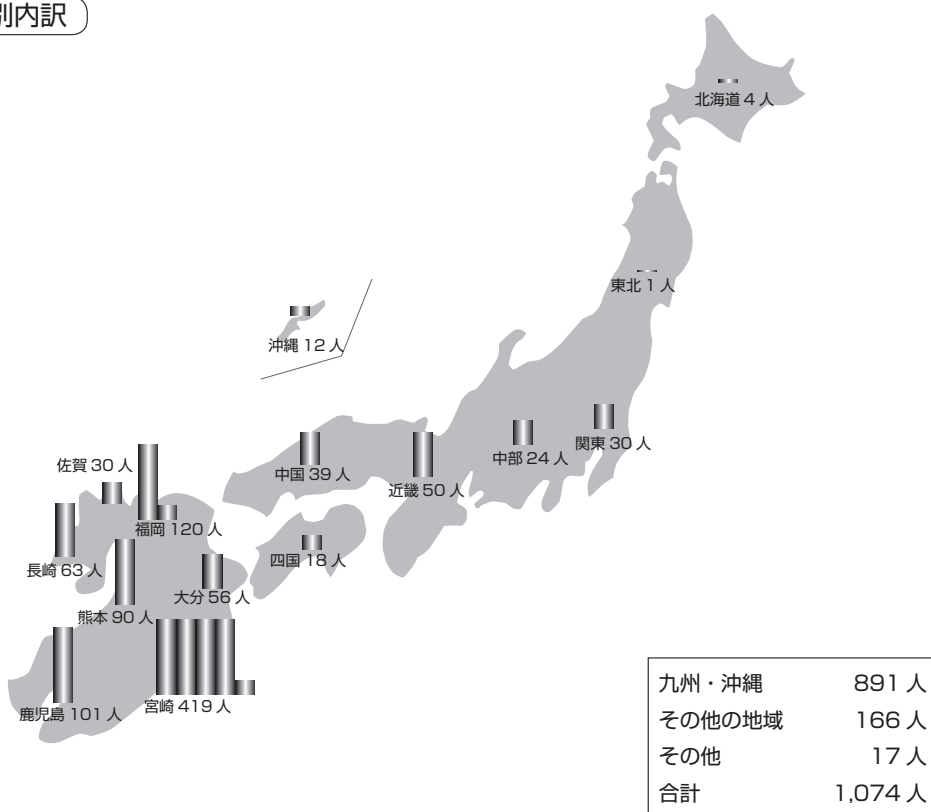 別内訳
北海道 4 人
東北 1 人
沖縄 12 人
関東 30 人
中部 24 人
佐賀 30 人
中国 39 人
近畿 50 人
福岡 120 人
四国 18 人
長崎 63 人
大分 56 人
熊本 90 人
宮崎 419 人
鹿児島 101 人
九州・沖縄 891 人
その他の地域 166 人
その他 17 人
合計 1,074 人